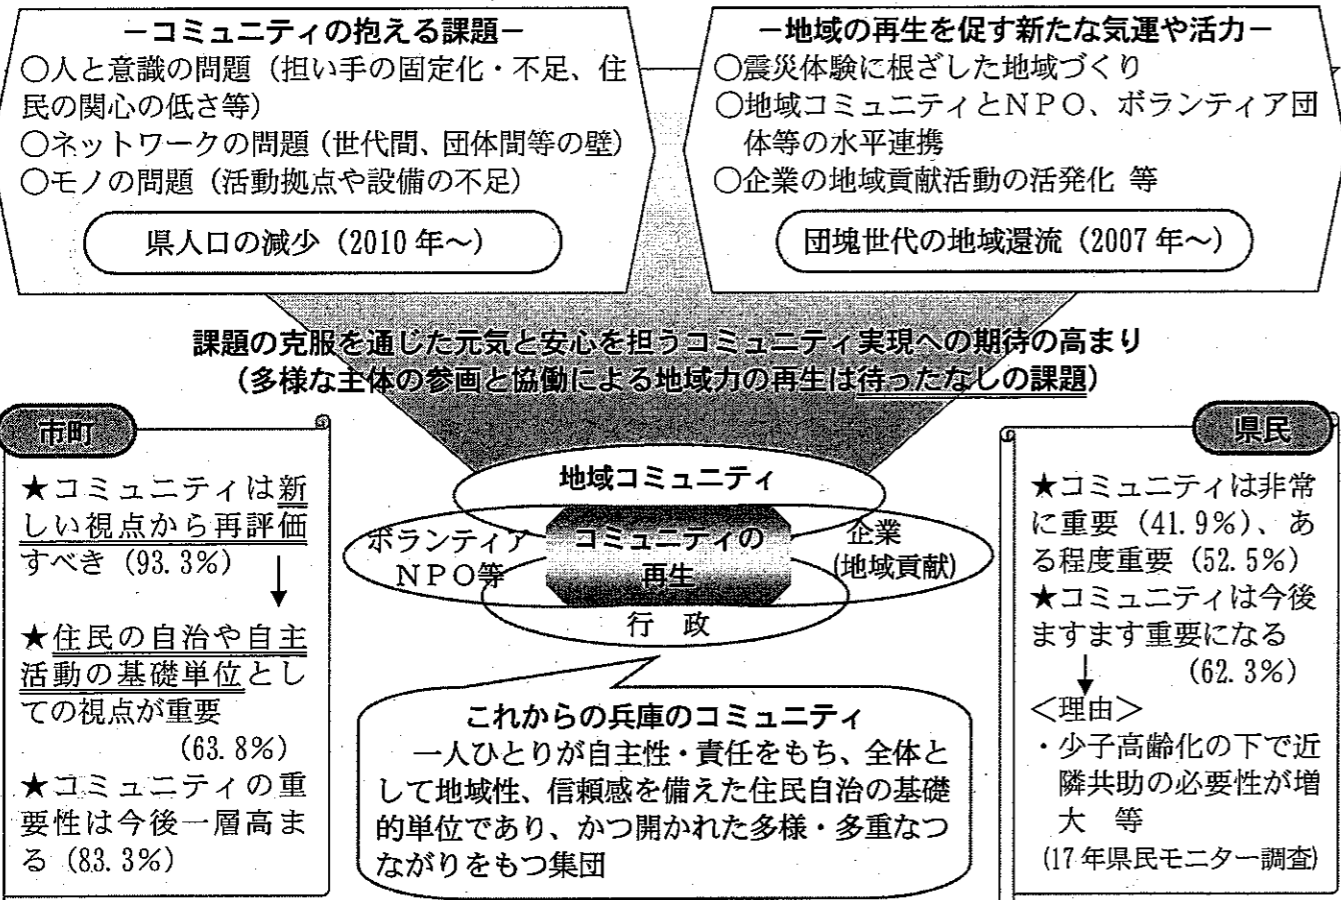 －コミュニティの抱える課題－
○人と意識の問題（担い手の固定化・不足、住
民の関心の低さ等）
○ネットワークの問題（世代間、団体間等の壁）
○モノの問題（活動拠点や設備の不足）
県人口の減少（2010年～）
－地域の再生を促す新たな気運や活力－
○震災体験に根ざした地域づくり
○地域コミュニティとＮＰＯ、ボランティア団
体等の水平連携
○企業の地域貢献活動の活発化 等
団塊世代の地域還流（2007年～）
課題の克服を通じた元気と安心を担うコミュニティ実現への期待の高まり
（多様な主体の参画と協働による地域力の再生は待ったなしの課題）
市町
★コミュニティは新
しい視点から再評価
すべき（93.3％）
★住民の自治や自主
活動の基礎単位とし
ての視点が重要
（63.8％）
★コミュニティの重
要性は今後一層高ま
る（83.3％）
地域コミュニティ
ボランティア
ＮＰＯ等
コミュニティの
再生
企業
（地域貢献）
行 政
これからの兵庫のコミュニティ
一人ひとりが自主性・責任をもち、全体と
して地域性、信頼感を備えた住民自治の基礎
的単位であり、かつ開かれた多様・多重なつ
ながりをもつ集団
県民
★コミュニティは非常
に重要（41.9％）、あ
る程度重要（52.5％）
★コミュニティは今後
ますます重要になる
（62.3％）
＜理由＞
・少子高齢化の下で近
隣共助の必要性が増
大 等
（17年県民モニター調査）